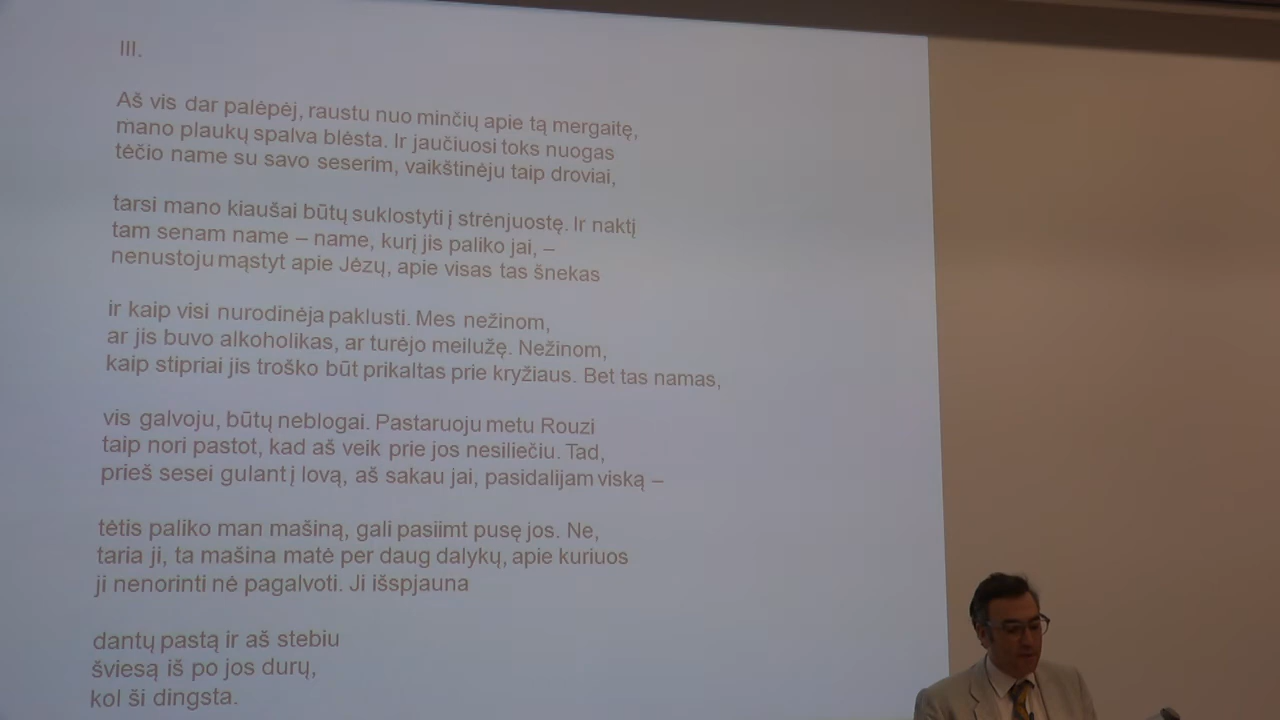 III.
Aš vis dar palėpėj, raustu nuo minčių apie tą mergaitę,
mano plaukų spalva blėsta. Ir jaučiuosi toks nuogas
tėčio name su savo seserim, vaikštinėju taip droviai,
tarsi mano kiaušai būtų suklostyti į strėnjuostę. Ir naktį
tam senam name – name, kurį jis paliko jai, –
nenustoju mąstyt apie Jėzų, apie visas tas šnekas
ir kaip visi nurodinėja paklusti. Mes nežinom,
ar jis buvo alkoholikas, ar turėjo meilužę. Nežinom,
kaip stipriai jis troško būt prikaltas prie kryžiaus. Bet tas namas,
vis galvoju, būtų neblogai. Pastaruoju metu Rouzi
taip nori pastot, kad aš veik prie jos nesiliečiu. Tad,
prieš sesei gulant į lovą, aš sakau jai, pasidalijam viską –
tėtis paliko man mašiną, gali pasiimt pusę jos. Ne,
taria ji, ta mašina matė per daug dalykų, apie kuriuos
ji nenorinti nė pagalvoti. Ji išspjauna
dantų pastą ir aš stebiu
šviesą iš po jos durų,
kol ši dingsta.